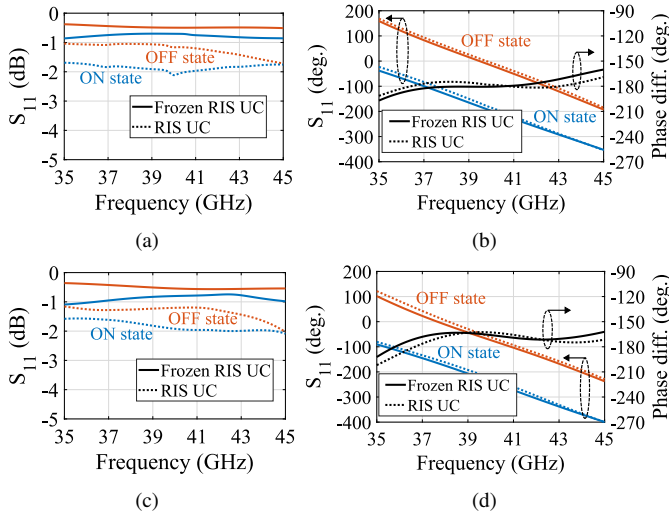 0
-1
-2
-3
-4
-5
S11 (dB)
OFF state
ON state
Frozen RIS UC
RIS UC
35 37 39 41 43 45
Frequency (GHz)
(a)
200
100
0
-100
-200
-300
-400
S11 (deg.)
OFF state
ON state
Frozen RIS UC
RIS UC
-90
-120
-150
-180
-210
-240
-270
Phase diff. (deg.)
35 37 39 41 43 45
Frequency (GHz)
(b)
0
-1
-2
-3
-4
-5
S11 (dB)
OFF state
ON state
Frozen RIS UC
RIS UC
35 37 39 41 43 45
Frequency (GHz)
(c)
200
100
0
-100
-200
-300
-400
S11 (deg.)
OFF state
ON state
Frozen RIS UC
RIS UC
-90
-120
-150
-180
-210
-240
-270
Phase diff. (deg.)
35 37 39 41 43 45
Frequency (GHz)
(d)